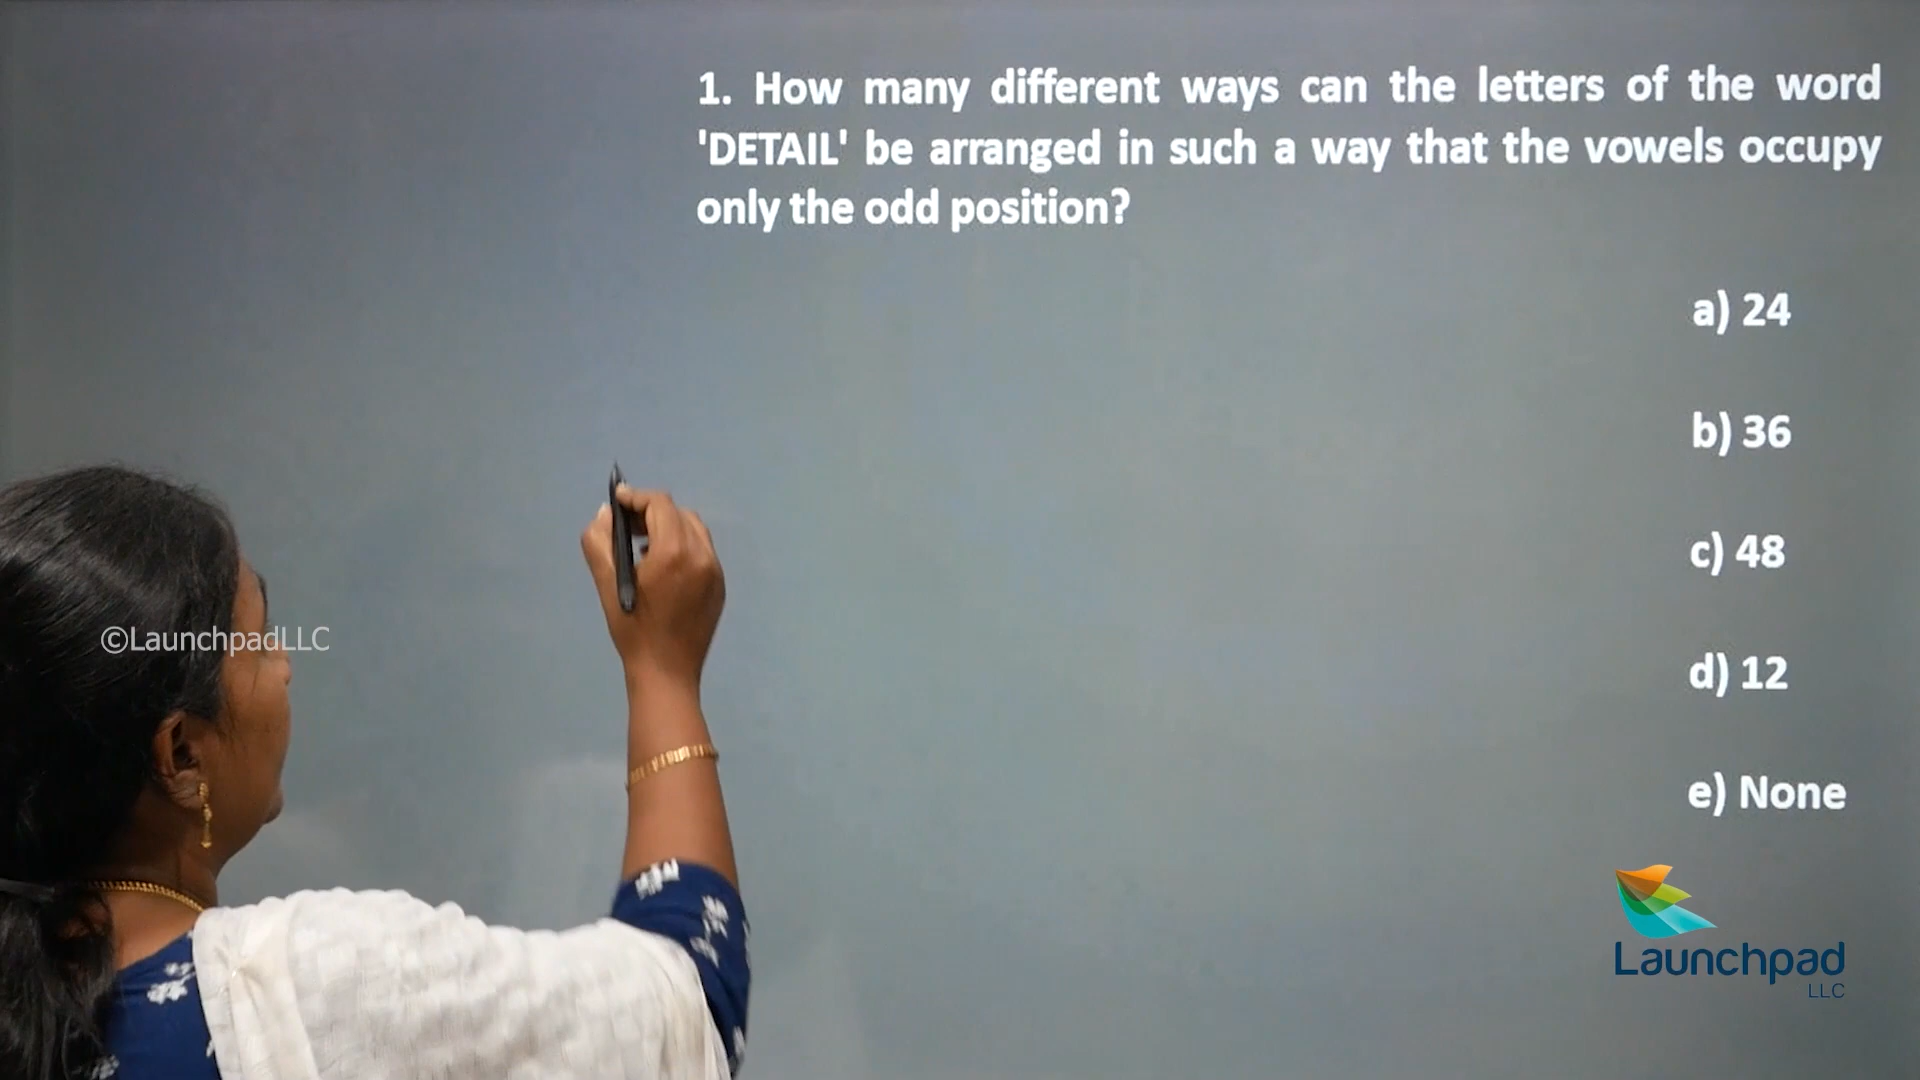 1. How many different ways can the letters of the word
'DETAIL' be arranged in such a way that the vowels occupy
only the odd position?
a) 24
b) 36
c) 48
d) 12
e) None
©LaunchpadLLC
Launchpad
LLC